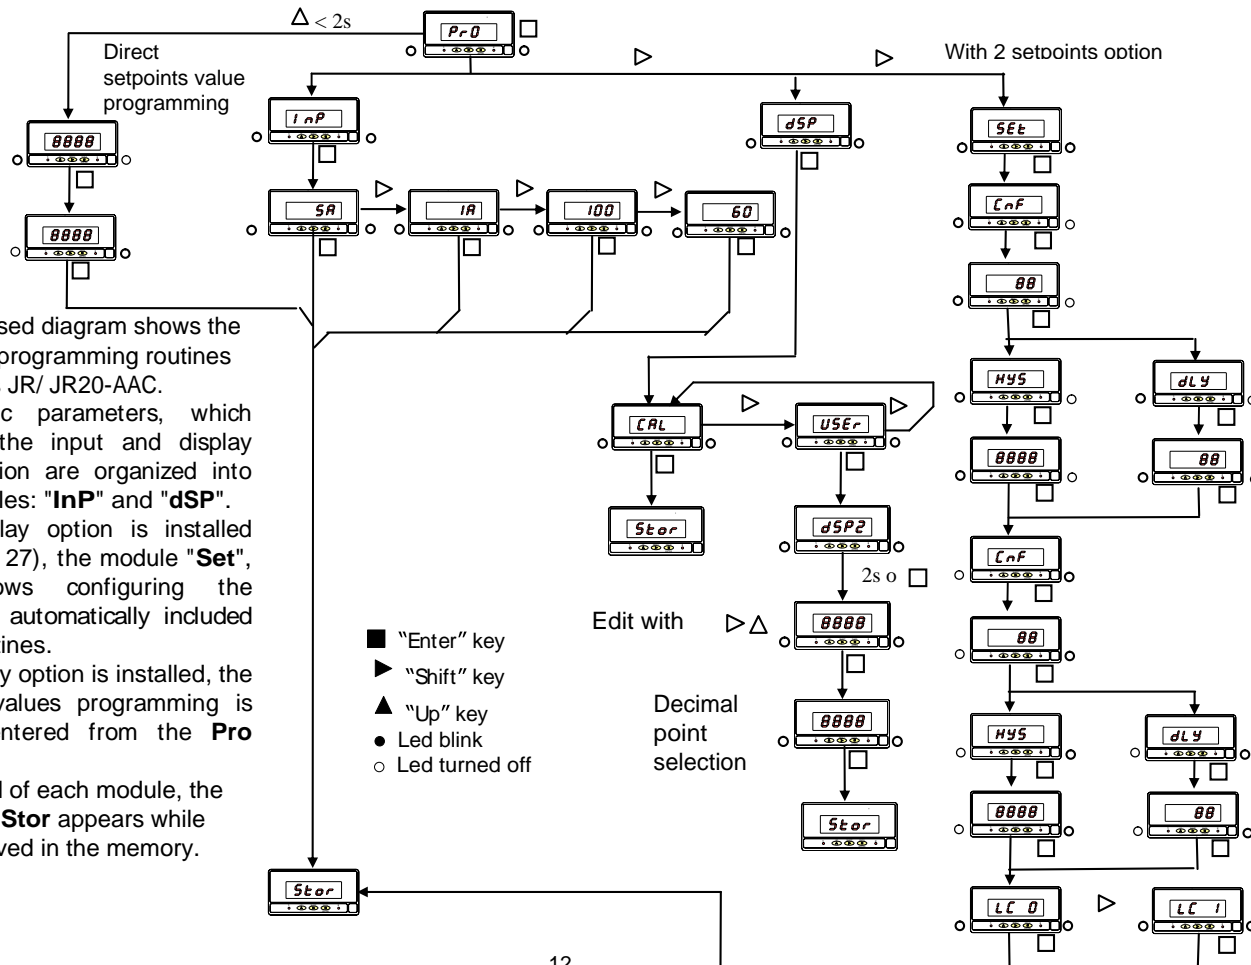 < 2s
Pr0
Direct
setpoints value
programming
With 2 setpoints option
InP
dSP
SEt
8888
8888
5A
1A
100
60
CnF
88
HYS
dLY
8888
88
CAL
USEr
Stor
dSP2
2s o
CnF
Edit with
8888
88
Decimal
point
selection
8888
HYS
dLY
8888
88
Stor
Stor
LC 0
LC 1
sed diagram shows the
programming routines
JR/ JR20-AAC.
c parameters, which
the input and display
ion are organized into
les: "InP" and "dSP".
lay option is installed
27), the module "Set",
ows configuring the
automatically included
tines.
y option is installed, the
values programming is
ntered from the Pro
of each module, the
Stor appears while
ved in the memory.
"Enter" key
"Shift" key
"Up" key
Led blink
Led turned off
12